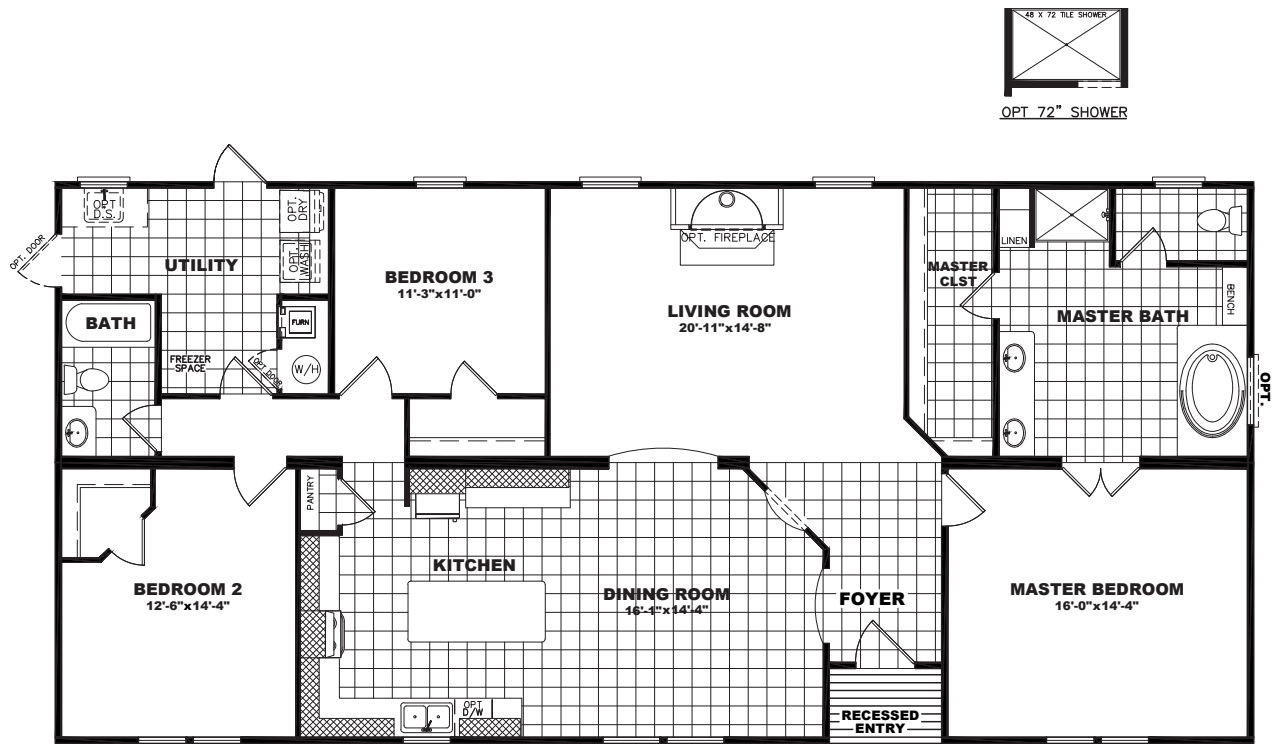 48 X 72 TILE SHOWER
OPT 72" SHOWER
OPT
D.S.
OPT.
DRY
OPT.
WASH
OPT. DOOR
UTILITY
BATH
FURN
W/H
FREEZER
SPACE
OPT DOOR
BEDROOM 3
11'-3"x11'-0"
OPT. FIREPLACE
LIVING ROOM
20'-11"x14'-8"
MASTER
CLST
LINEN
MASTER BATH
BENCH
OPT.
PANTRY
BEDROOM 2
12'-6"x14'-4"
KITCHEN
DINING ROOM
16'-1"x14'-4"
OPT
D/W
FOYER
RECESSED
ENTRY
MASTER BEDROOM
16'-0"x14'-4"